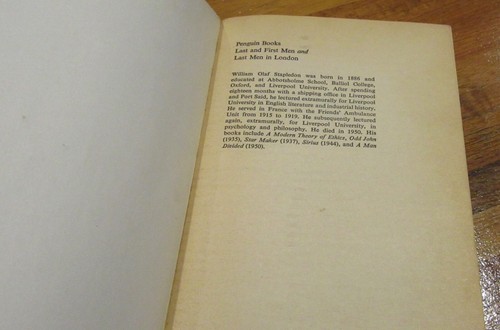 Penguin Books
Last and First Men and
Last Men in London
William Olaf Stapledon was born in 1886 and
educated at Abbotsholme School, Balliol College,
Oxford, and Liverpool University. After spending
eighteen months with a shipping office in Liverpool
and Port Said, he lectured extramurally for Liverpool
University in English literature and industrial history.
He served in France with the Friends' Ambulance
Unit from 1915 to 1919. He subsequently lectured
again, extramurally, for Liverpool University, in
psychology and philosophy. He died in 1950. His
books include A Modern Theory of Ethics, Odd John
(1935), Star Maker (1937), Sirius (1944), and A Man
Divided (1950).